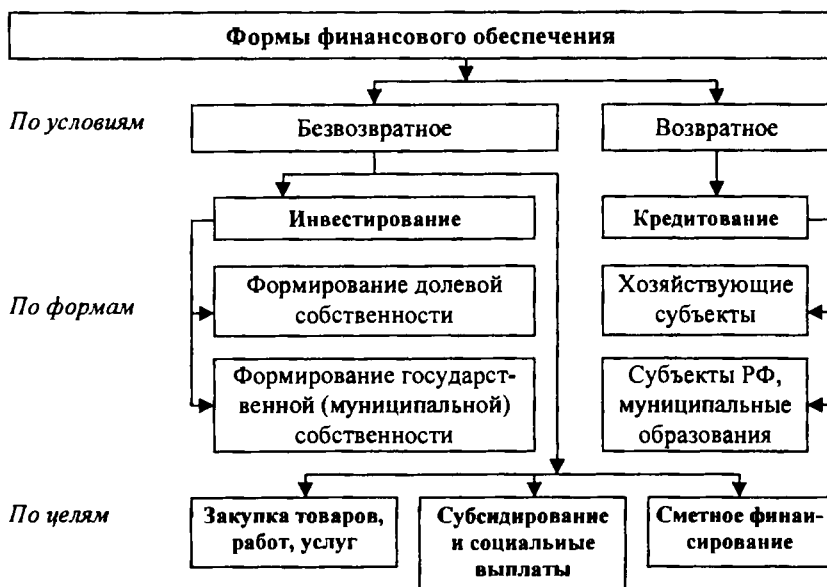 Формы финансового обеспечения
По условиям
Безвозвратное
Возвратное
Инвестирование
Кредитование
По формам
Формирование долевой
собственности
Хозяйствующие
субъекты
Формирование государст-
венной (муниципальной)
собственности
Субъекты РФ,
муниципальные
образования
По целям
Закупка товаров,
работ, услуг
Субсидирование
и социальные
выплаты
Сметное финан-
сирование